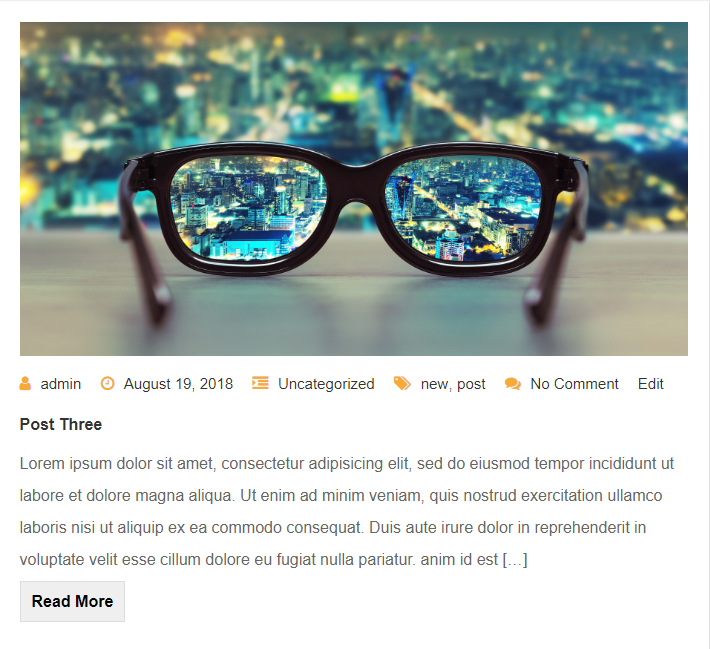 admin August 19, 2018 Uncategorized new, post No Comment Edit
Post Three
Lorem ipsum dolor sit amet, consectetur adipisicing elit, sed do eiusmod tempor incididunt ut
labore et dolore magna aliqua. Ut enim ad minim veniam, quis nostrud exercitation ullamco
laboris nisi ut aliquip ex ea commodo consequat. Duis aute irure dolor in reprehenderit in
voluptate velit esse cillum dolore eu fugiat nulla pariatur. anim id est […]
Read More